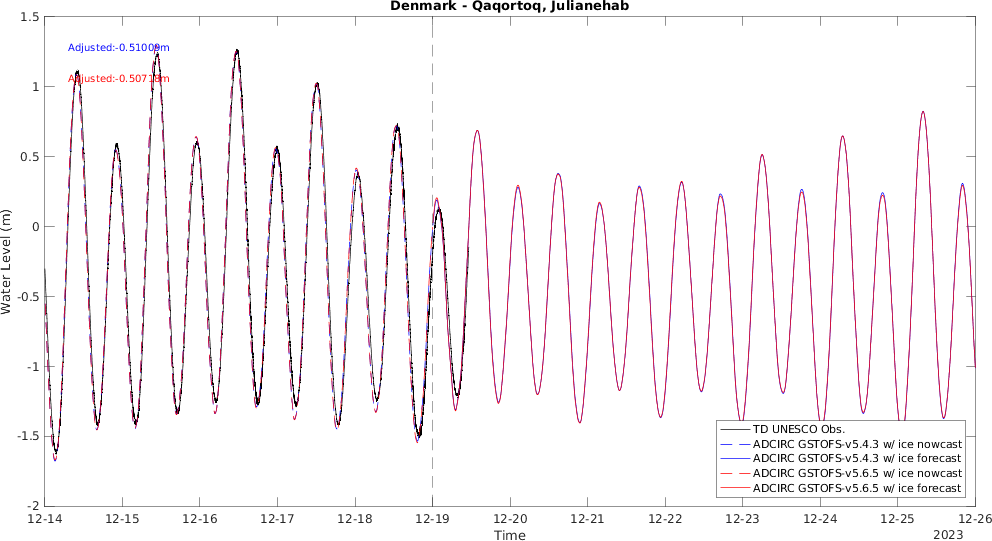 Denmark - Qaqortoq, Julianehab
Adjusted:-0.51009m
Adjusted:-0.50718m
Water Level (m)
1.5
1
0.5
0
-0.5
-1
-1.5
-2
TD UNESCO Obs.
ADCIRC GSTOFS-v5.4.3 w/ ice nowcast
ADCIRC GSTOFS-v5.4.3 w/ ice forecast
ADCIRC GSTOFS-v5.6.5 w/ ice nowcast
ADCIRC GSTOFS-v5.6.5 w/ ice forecast
12-14 12-15 12-16 12-17 12-18 12-19 12-20 12-21 12-22 12-23 12-24 12-25 12-26
Time
2023